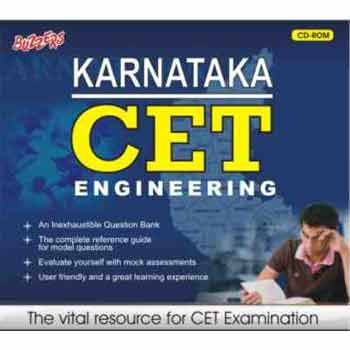 BUZZERS
CD-ROM
KARNATAKA
CET
ENGINEERING
An Inexhaustible Question Bank
The complete reference guide
for model questions
Evaluate yourself with mock assessments
User friendly and a great learning experience
The vital resource for CET Examination